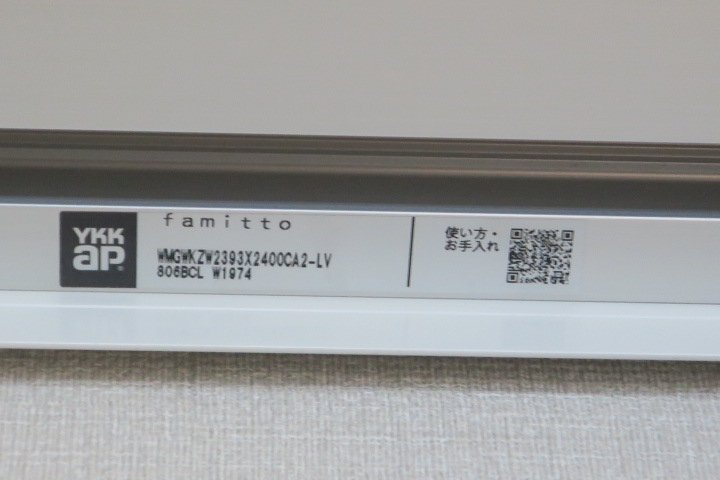 YKK
ap
famitto
WMGWKZW2393X2400CA2-LV
806BCL W1974
使い方・
お手入れ